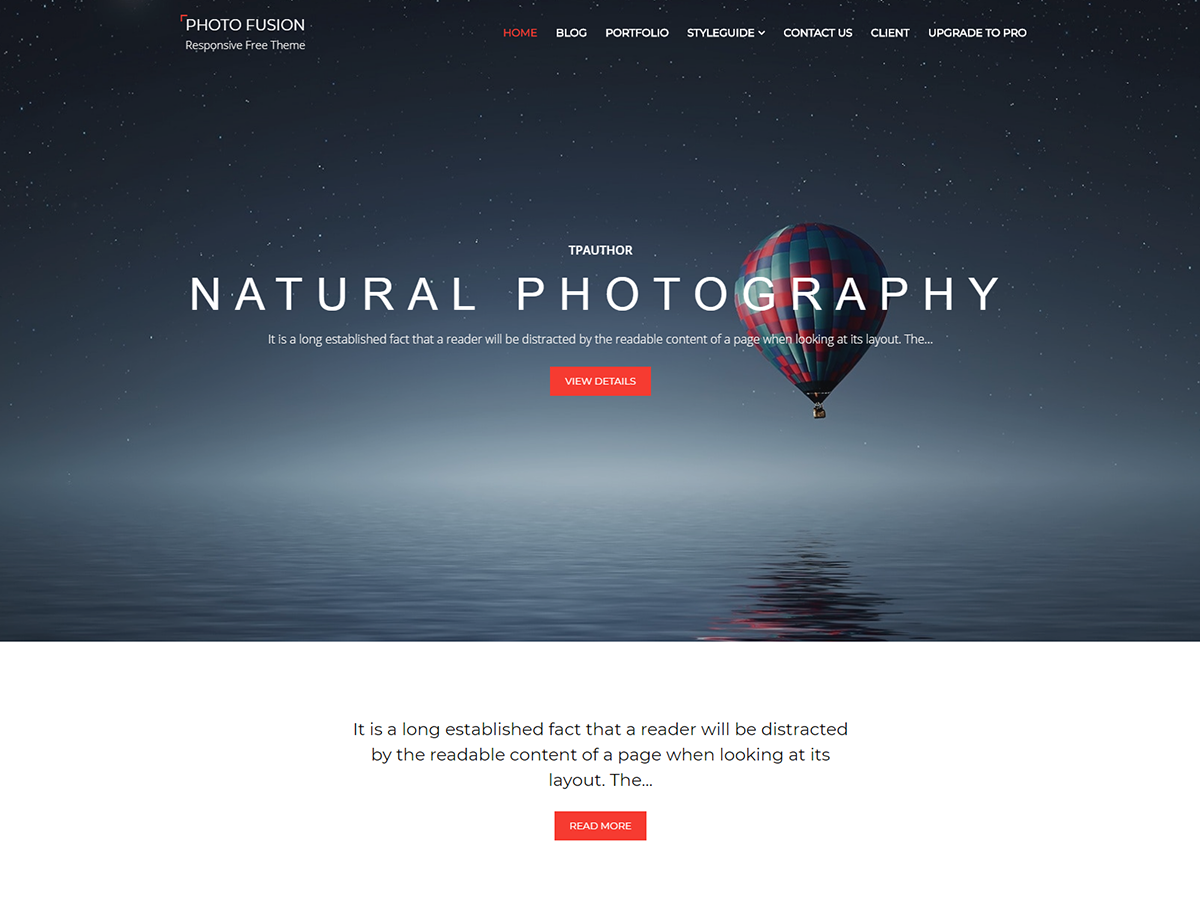 PHOTO FUSION
Responsive Free Theme
HOME BLOG PORTFOLIO STYLEGUIDE CONTACT US CLIENT UPGRADE TO PRO
TPAUTHOR
NATURAL PHOTOGRAPHY
It is a long established fact that a reader will be distracted by the readable content of a page when looking at its layout. The...
VIEW DETAILS
It is a long established fact that a reader will be distracted
by the readable content of a page when looking at its
layout. The...
READ MORE